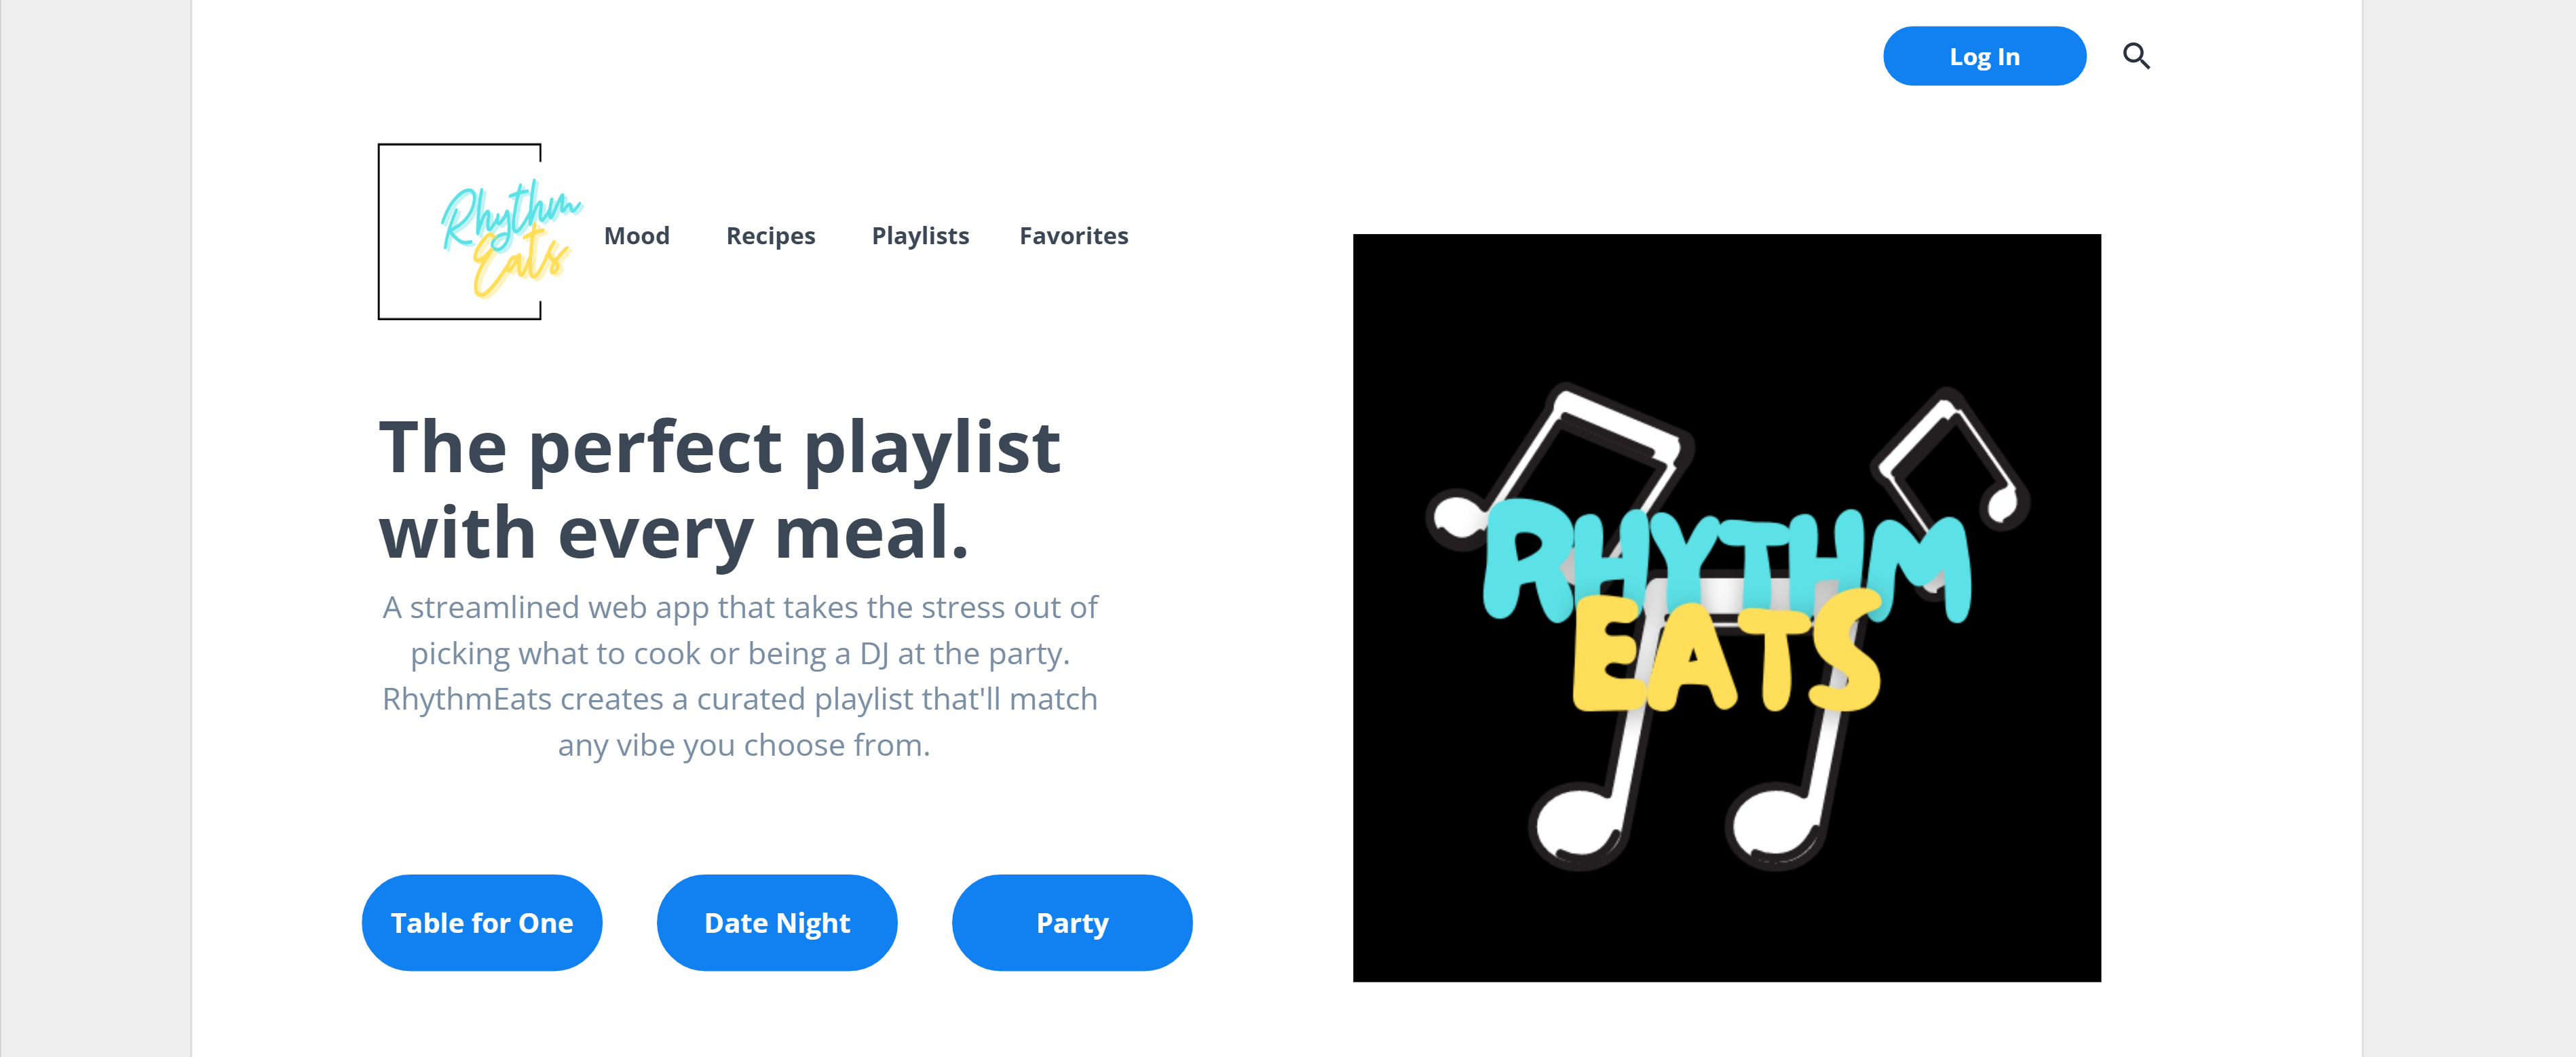 Log In
Rhythm
Eats
Mood Recipes Playlists Favorites
The perfect playlist
with every meal.
A streamlined web app that takes the stress out of
picking what to cook or being a DJ at the party.
RhythmEats creates a curated playlist that'll match
any vibe you choose from.
Table for One Date Night Party
RHYTHM
EATS